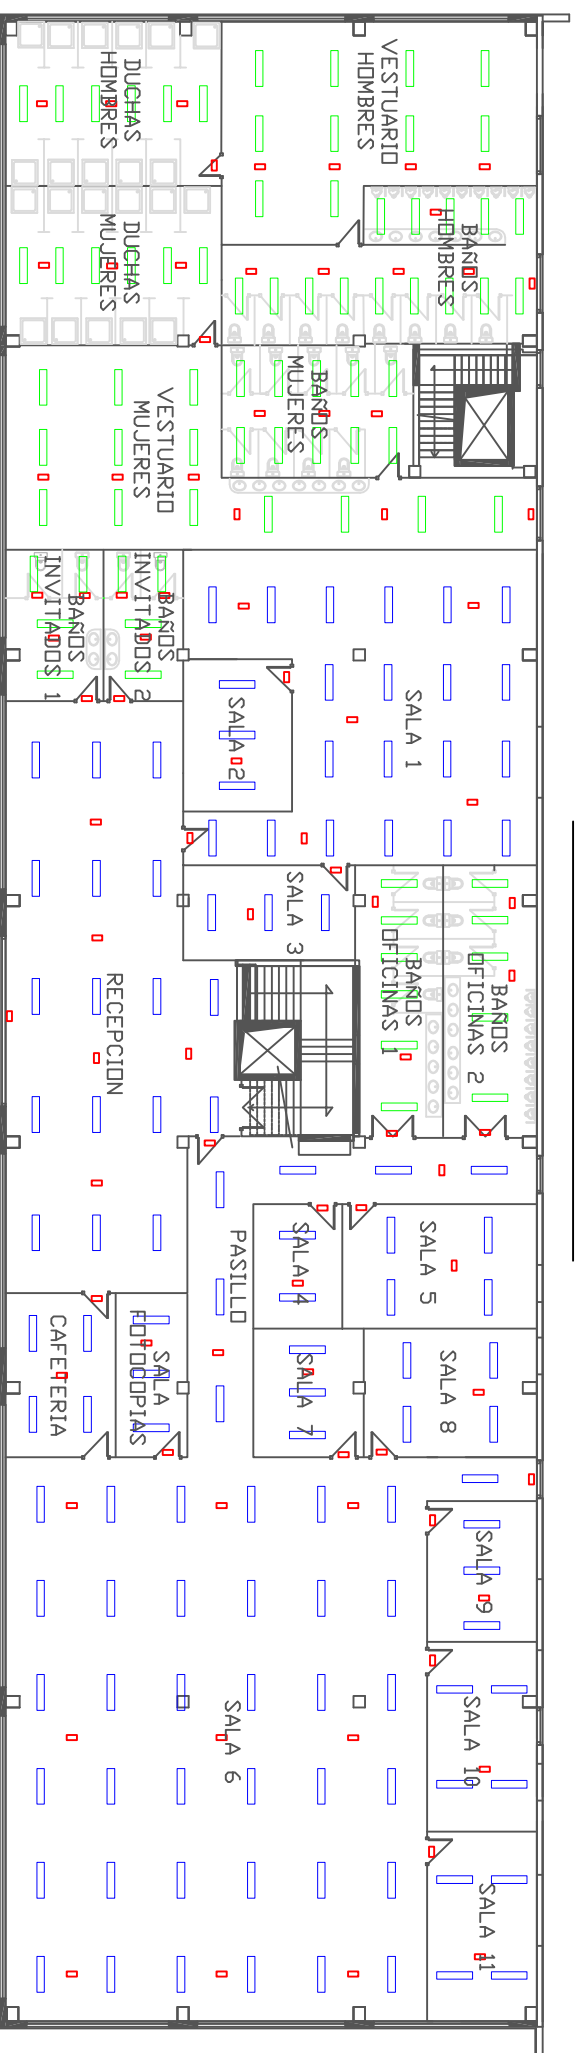 VESTUARIO
HOMBRES
DUCHAS
HOMBRES
BAÑOS
HOMBRES
DUCHAS
MUJERES
BAÑOS
MUJERES
VESTUARIO
MUJERES
BAÑOS
INVITADOS 2
BAÑOS
INVITADOS 1
SALA 1
SALA 2
SALA 3
BAÑOS
OFICINAS 2
BAÑOS
OFICINAS 1
RECEPCION
SALA 5
SALA 4
PASILLO
SALA 8
SALA 7
SALA
FOTOCOPIAS
CAFETERIA
SALA 9
SALA 10
SALA 6
SALA 11